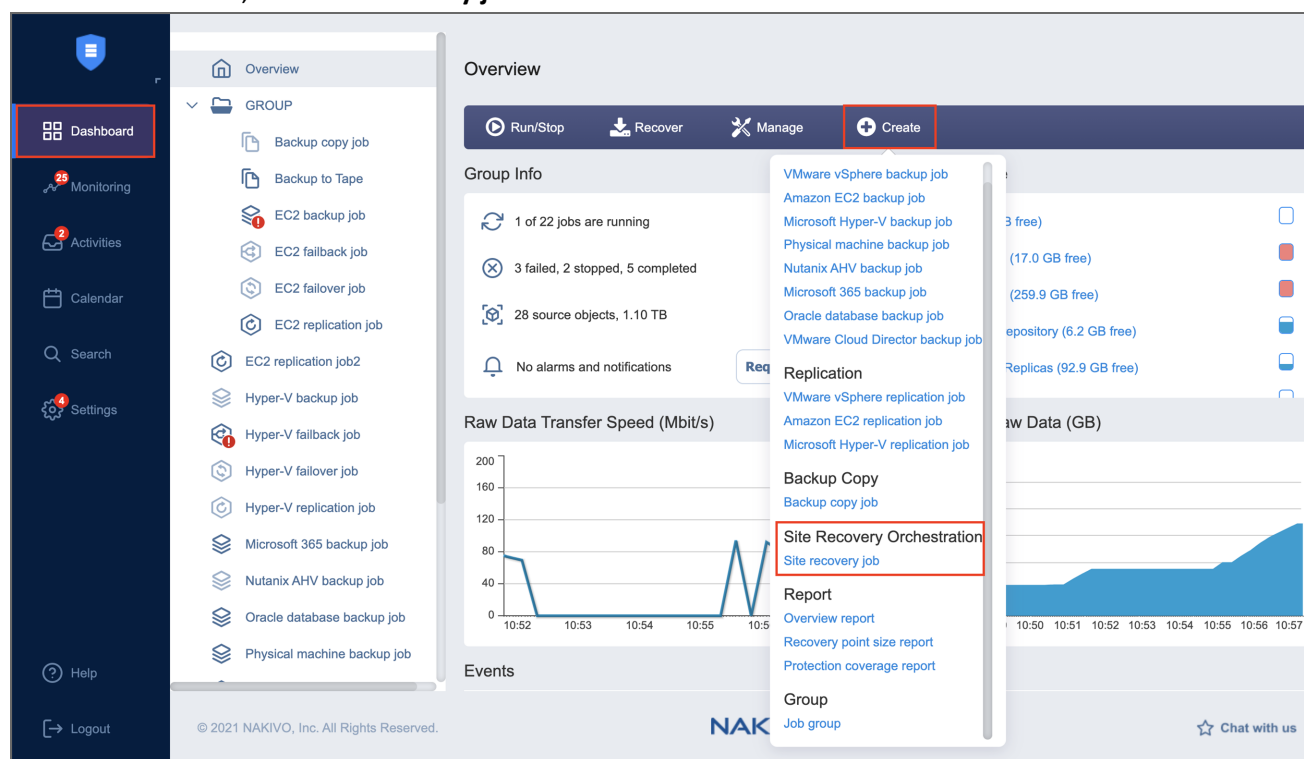 Dashboard
25
Monitoring
2
Activities
Calendar
Search
4
Settings
Help
Logout
Overview
GROUP
Backup copy job
Backup to Tape
EC2 backup job
EC2 failback job
EC2 failover job
EC2 replication job
EC2 replication job2
Hyper-V backup job
Hyper-V failback job
Hyper-V failover job
Hyper-V replication job
Microsoft 365 backup job
Nutanix AHV backup job
Oracle database backup job
Physical machine backup job
Overview
Run/Stop Recover Manage Create
Group Info
1 of 22 jobs are running
3 failed, 2 stopped, 5 completed
28 source objects, 1.10 TB
No alarms and notifications
VMware vSphere backup job
Amazon EC2 backup job
Microsoft Hyper-V backup job
Physical machine backup job
Nutanix AHV backup job
Microsoft 365 backup job
Oracle database backup job
VMware Cloud Director backup job
Replication
VMware vSphere replication job
Amazon EC2 replication job
Microsoft Hyper-V replication job
Backup Copy
Backup copy job
Site Recovery Orchestration
Site recovery job
Report
Overview report
Recovery point size report
Protection coverage report
Group
Job group
free)
(17.0 GB free)
(259.9 GB free)
(6.2 GB free)
Replicas (92.9 GB free)
Raw Data Transfer Speed (Mbit/s)
200
160
120
80
40
0
10:52 10:53 10:54 10:55
Data (GB)
10:50 10:51 10:52 10:53 10:54 10:55 10:56 10:57
Events
© 2021 NAKIVO, Inc. All Rights Reserved.
Chat with us